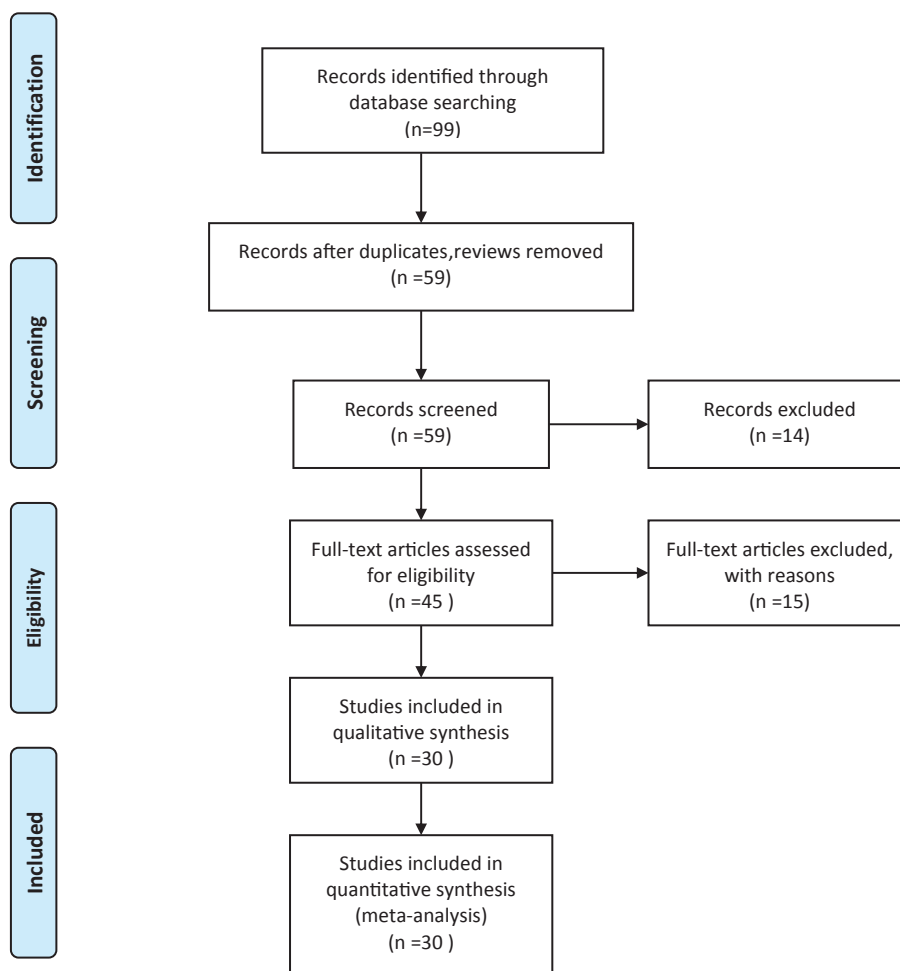 Identification
Records identified through
database searching
(n=99)
Records after duplicates,reviews removed
(n =59)
Screening
Records screened
(n =59)
Records excluded
(n =14)
Eligibility
Full-text articles assessed
for eligibility
(n =45 )
Full-text articles excluded,
with reasons
(n =15)
Studies included in
qualitative synthesis
(n =30 )
Included
Studies included in
quantitative synthesis
(meta-analysis)
(n =30 )